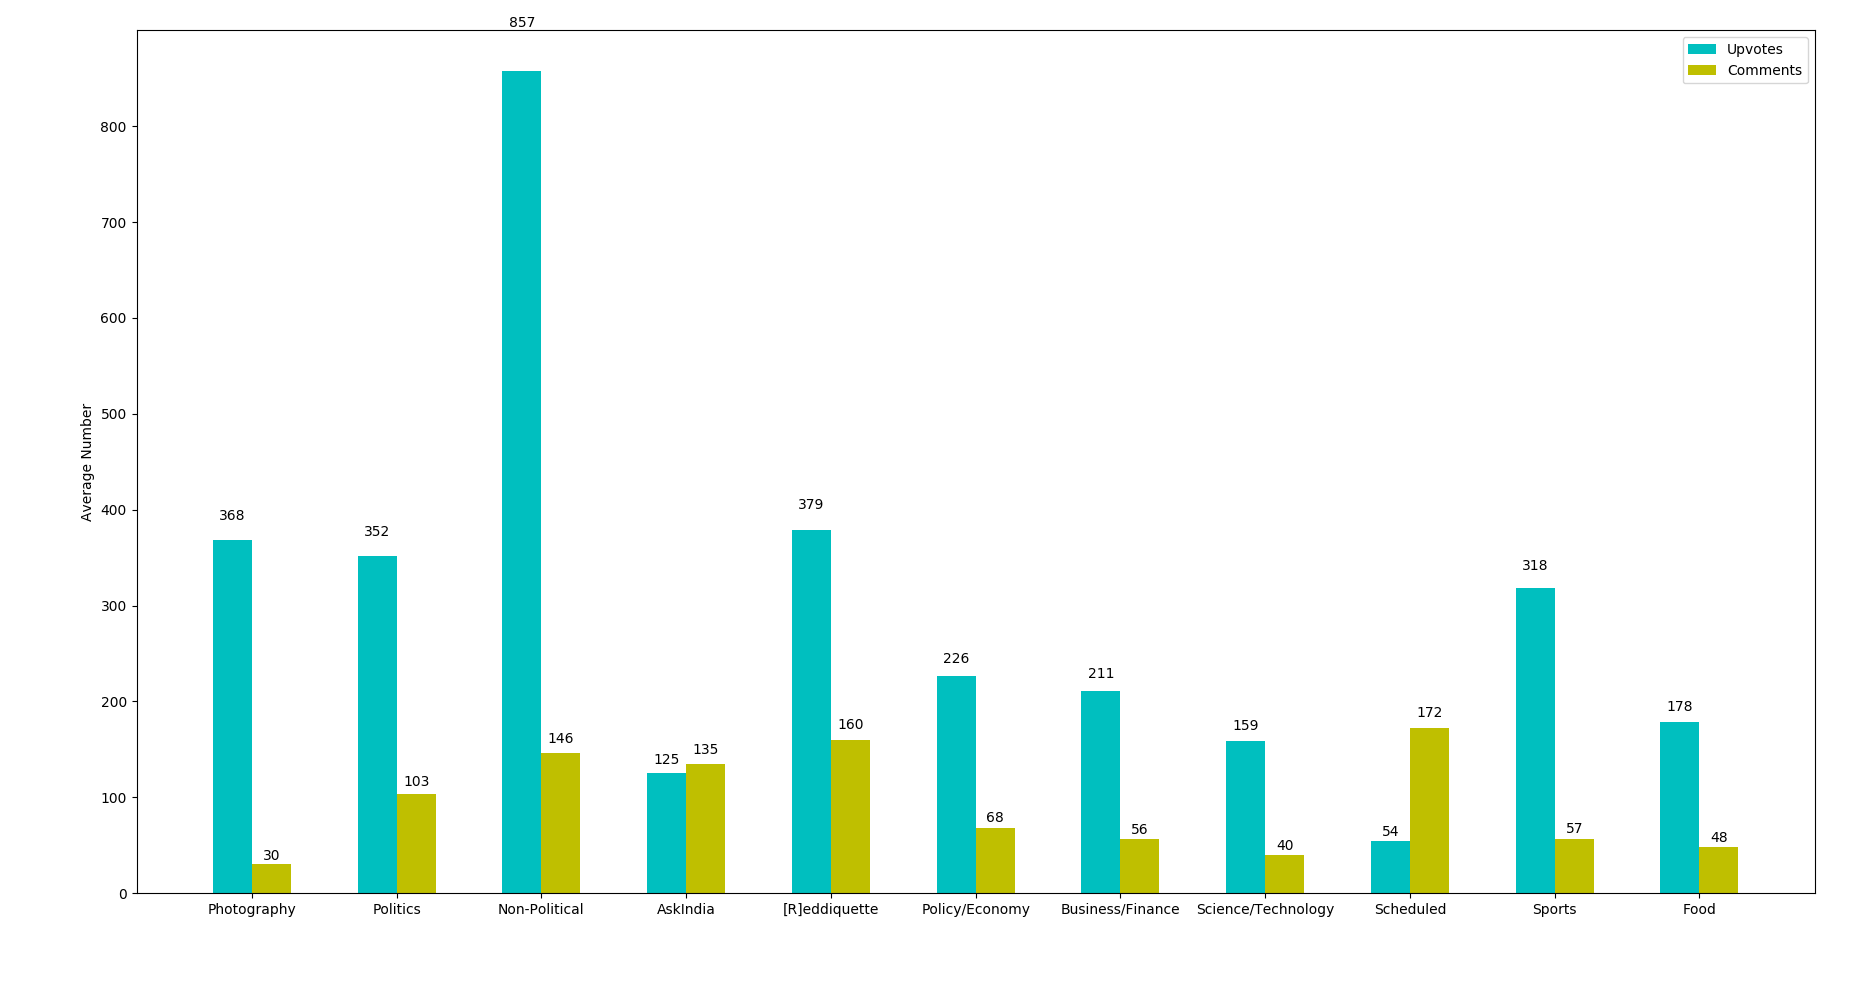 857
Upvotes
Comments
800
700
600
500
400
300
200
100
0
Average Number
368
30
352
103
146
125
135
379
160
226
68
211
56
159
40
54
172
318
57
178
48
Photography
Politics
Non-Political
AskIndia
[R]eddiquette
Policy/Economy
Business/Finance
Science/Technology
Scheduled
Sports
Food